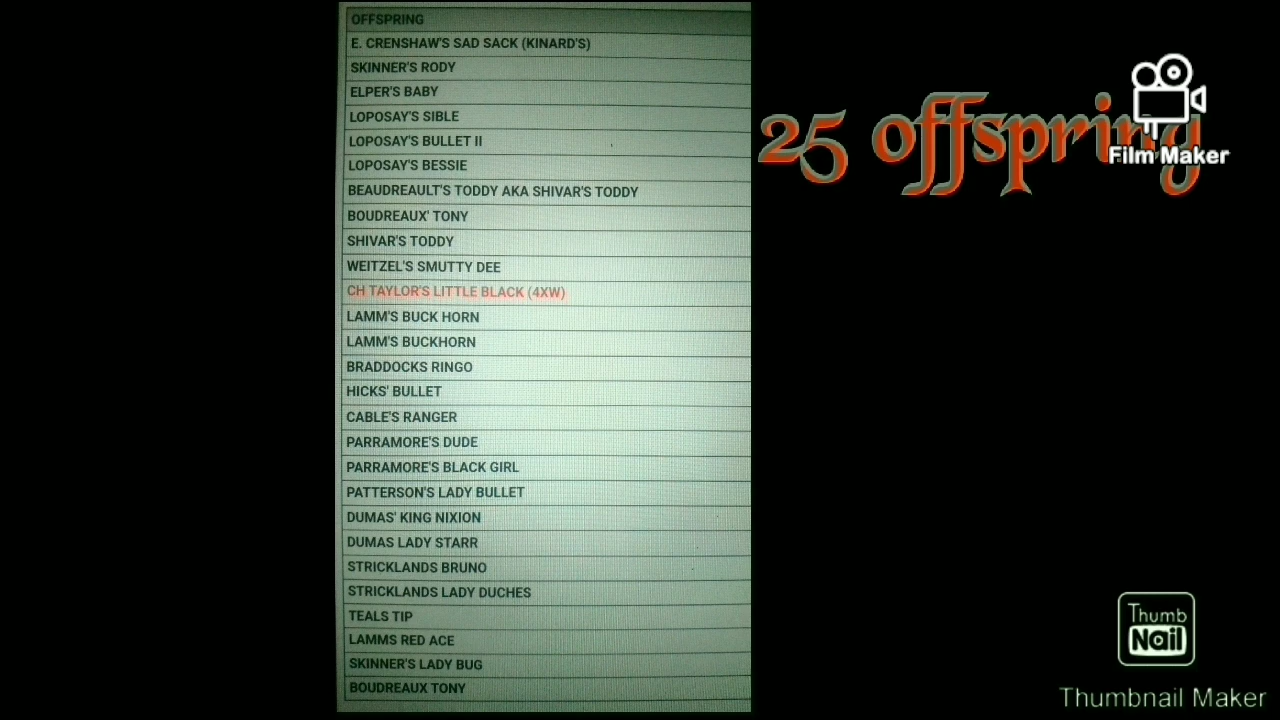 OFFSPRING
E. CRENSHAW'S SAD SACK (KINARD'S)
SKINNER'S RODY
ELPER'S BABY
LOPOSAY'S SIBLE
LOPOSAY'S BULLET II
LOPOSAY'S BESSIE
BEAUDREAULT'S TODDY AKA SHIVAR'S TODDY
BOUDREAUX' TONY
SHIVAR'S TODDY
WEITZEL'S SMUTTY DEE
CH TAYLOR'S LITTLE BLACK (4XW)
LAMM'S BUCK HORN
LAMM'S BUCKHORN
BRADDOCKS RINGO
HICKS' BULLET
CABLE'S RANGER
PARRAMORE'S DUDE
PARRAMORE'S BLACK GIRL
PATTERSON'S LADY BULLET
DUMAS' KING NIXION
DUMAS LADY STARR
STRICKLANDS BRUNO
STRICKLANDS LADY DUCHES
TEALS TIP
LAMMS RED ACE
SKINNER'S LADY BUG
BOUDREAUX TONY
25 offspring
Film Maker
Thumb
Nail
Thumbnail Maker